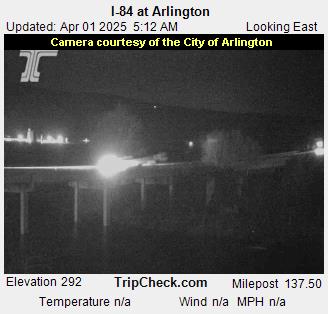 I-84 at Arlington
Updated: Apr 01 2025 5:12 AM Looking East
Camera courtesy of the City of Arlington
Elevation 292 TripCheck.com Milepost 137.50
Temperature n/a Wind n/a MPH n/a